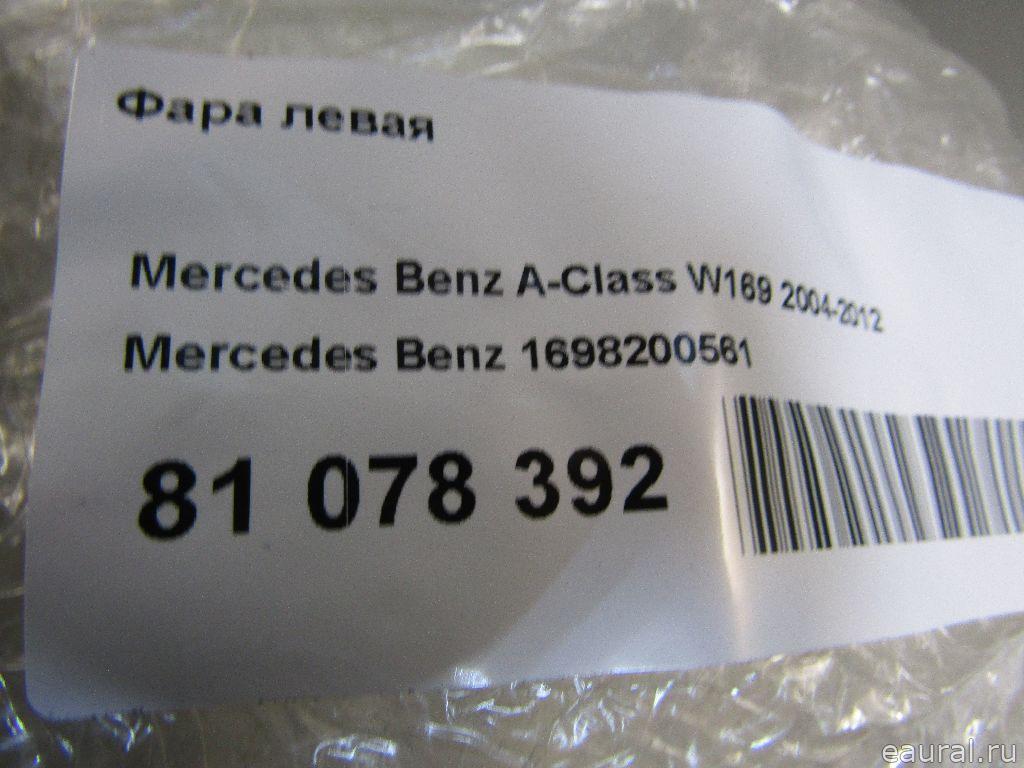 Фара левая
Mercedes Benz A-Class W169 2004-2012
Mercedes Benz 1698200561
81 078 392
eaural.ru